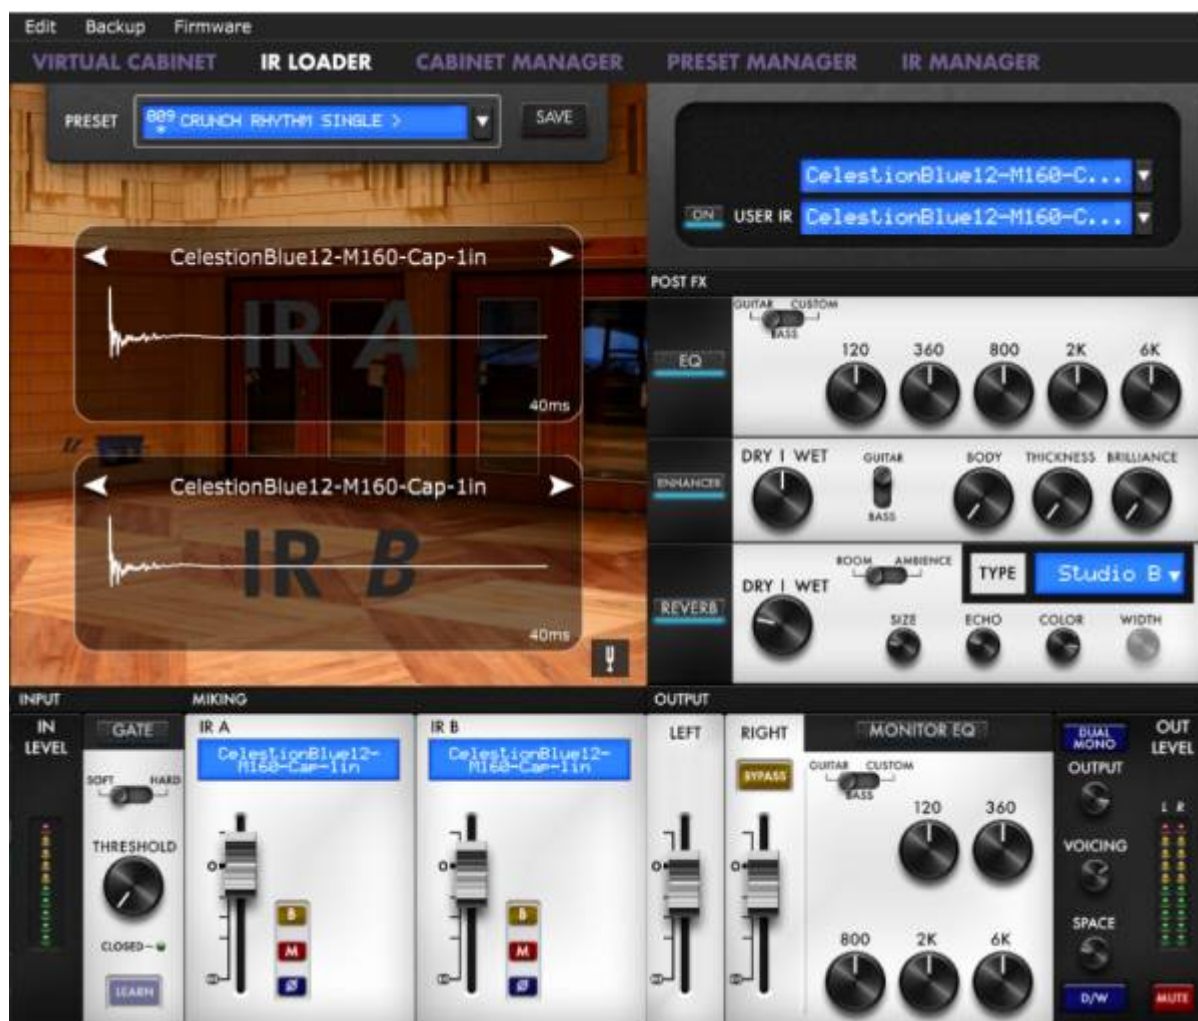 Edit Backup Firmware
VIRTUAL CABINET IR LOADER CABINET MANAGER PRESET MANAGER IR MANAGER
PRESET 009 * CRUNCH RHYTHM SINGLE > SAVE
CelestionBlue12-M160-C...
ON USER IR CelestionBlue12-M160-C...
CelestionBlue12-M160-Cap-1in
IR A
40ms
CelestionBlue12-M160-Cap-1in
IR B
40ms
POST FX
GUITAR CUSTOM
BASS
EQ
120 360 800 2K 6K
DRY | WET GUITAR BODY THICKNESS BRILLIANCE
ENHANCER
BASS
ROOM AMBIENCE TYPE Studio B
DRY | WET
REVERB
SIZE ECHO COLOR WIDTH
INPUT MIKING OUTPUT
IN LEVEL
GATE
SOFT HARD
THRESHOLD
CLOSED
LEARN
IR A
CelestionBlue12-
M160-Cap-1in
0
B
M
Ø
∞
IR B
CelestionBlue12-
M160-Cap-1in
0
B
M
Ø
∞
LEFT RIGHT
BYPASS
0 0
∞ ∞
MONITOR EQ
GUITAR CUSTOM
BASS
120 360
800 2K 6K
DUAL MONO
OUTPUT
VOICING
SPACE
D/W
OUT LEVEL
L R
MUTE